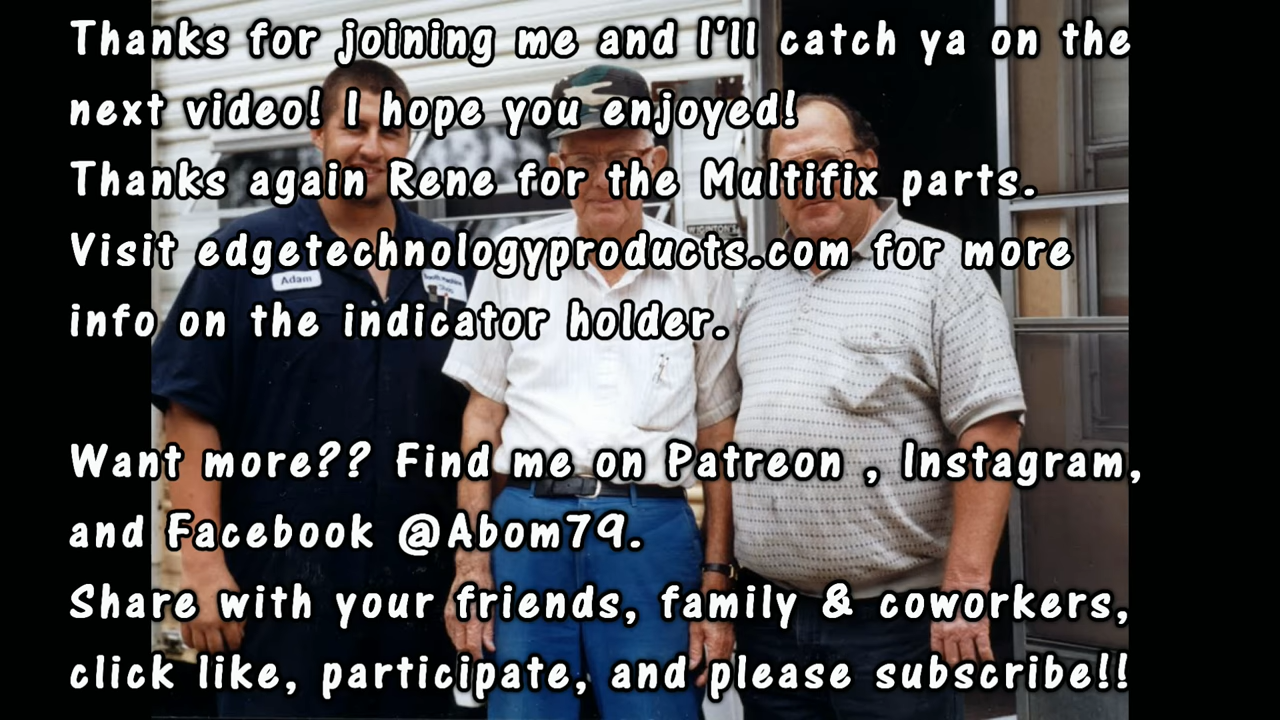 Thanks for joining me and I'll catch ya on the
next video! I hope you enjoyed!
Thanks again Rene for the Multifix parts.
Visit edgetechnologyproducts.com for more
info on the indicator holder.
Want more?? Find me on Patreon , Instagram,
and Facebook @Abom79.
Share with your friends, family & coworkers,
click like, participate, and please subscribe!!
Adam